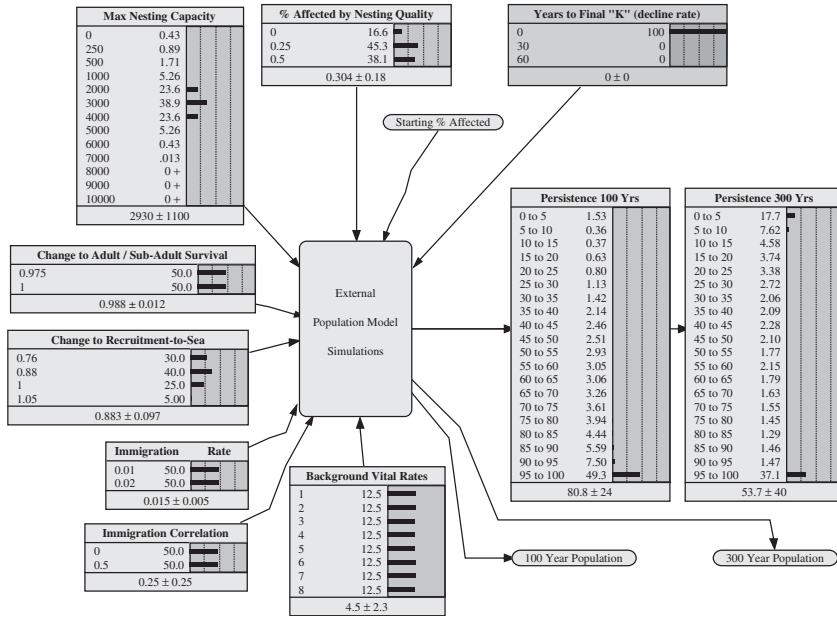 Max Nesting Capacity
0 0.43
250 0.89
500 1.71
1000 5.26
2000 23.6
3000 38.9
4000 23.6
5000 5.26
6000 0.43
7000 .013
8000 0 +
9000 0 +
10000 0 +
2930 ± 1100
% Affected by Nesting Quality
0 16.6
0.25 45.3
0.5 38.1
0.304 ± 0.18
Years to Final "K" (decline rate)
0 100
30 0
60 0
0 ± 0
Starting % Affected
Change to Adult / Sub-Adult Survival
0.975 50.0
1 50.0
0.988 ± 0.012
Change to Recruitment-to-Sea
0.76 30.0
0.88 40.0
1 25.0
1.05 5.00
0.883 ± 0.097
Immigration Rate
0.01 50.0
0.02 50.0
0.015 ± 0.005
Immigration Correlation
0 50.0
0.5 50.0
0.25 ± 0.25
External
Population Model
Simulations
Background Vital Rates
1 12.5
2 12.5
3 12.5
4 12.5
5 12.5
6 12.5
7 12.5
8 12.5
4.5 ± 2.3
Persistence 100 Yrs
0 to 5 1.53
5 to 10 0.36
10 to 15 0.37
15 to 20 0.63
20 to 25 0.80
25 to 30 1.13
30 to 35 1.42
35 to 40 2.14
40 to 45 2.46
45 to 50 2.51
50 to 55 2.93
55 to 60 3.05
60 to 65 3.06
65 to 70 3.26
70 to 75 3.61
75 to 80 3.94
80 to 85 4.44
85 to 90 5.59
90 to 95 7.50
95 to 100 49.3
80.8 ± 24
Persistence 300 Yrs
0 to 5 17.7
5 to 10 7.62
10 to 15 4.58
15 to 20 3.74
20 to 25 3.38
25 to 30 2.72
30 to 35 2.06
35 to 40 2.09
40 to 45 2.28
45 to 50 2.10
50 to 55 1.77
55 to 60 2.15
60 to 65 1.79
65 to 70 1.63
70 to 75 1.55
75 to 80 1.45
80 to 85 1.29
85 to 90 1.46
90 to 95 1.47
95 to 100 37.1
53.7 ± 40
100 Year Population
300 Year Population